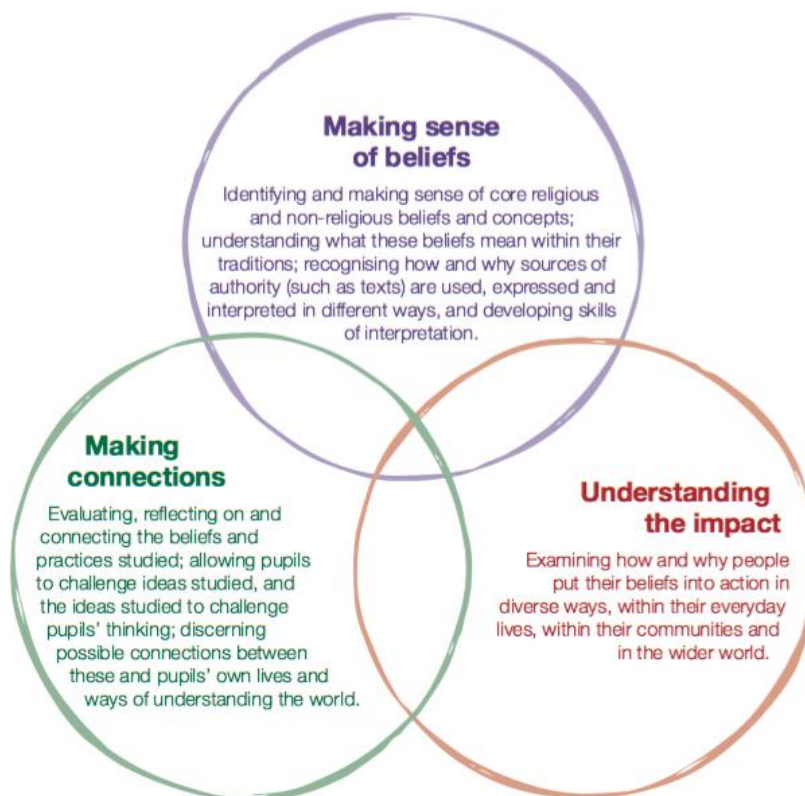 Making sense
of beliefs
Identifying and making sense of core religious
and non-religious beliefs and concepts;
understanding what these beliefs mean within their
traditions; recognising how and why sources of
authority (such as texts) are used, expressed and
interpreted in different ways, and developing skills
of interpretation.
Making
connections
Evaluating, reflecting on and
connecting the beliefs and
practices studied; allowing pupils
to challenge ideas studied, and
the ideas studied to challenge
pupils’ thinking; discerning
possible connections between
these and pupils’ own lives and
ways of understanding the world.
Understanding
the impact
Examining how and why people
put their beliefs into action in
diverse ways, within their everyday
lives, within their communities and
in the wider world.